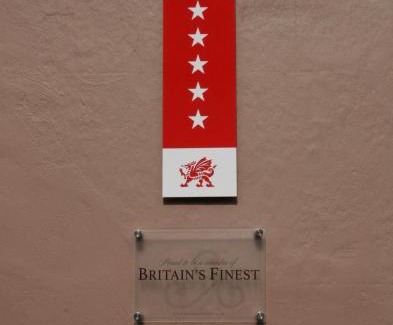 Proud to be a member of
BRITAIN'S FINEST